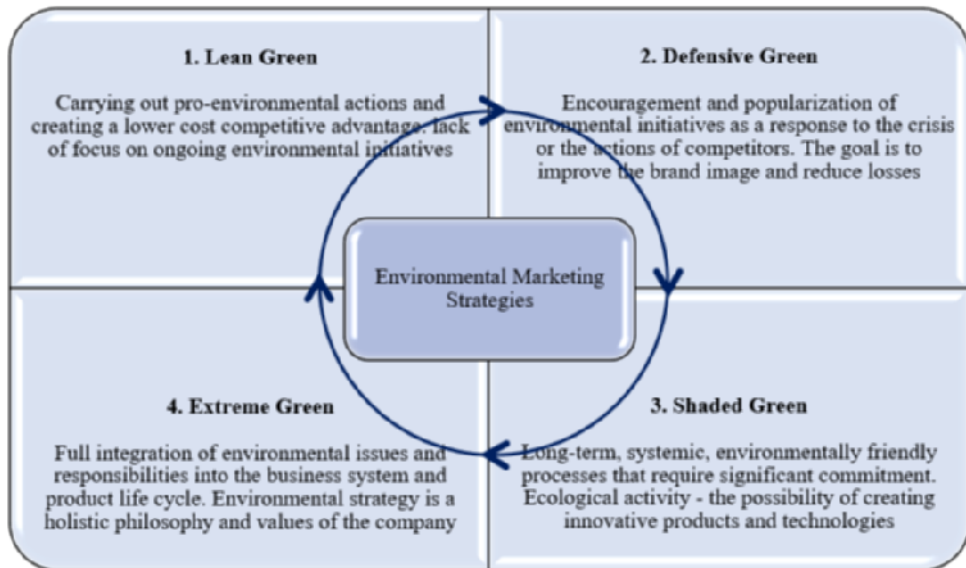 1. Lean Green
Carrying out pro-environmental actions and
creating a lower cost competitive advantage. lack
of focus on ongoing environmental initiatives
2. Defensive Green
Encouragement and popularization of
environmental initiatives as a response to the crisis
or the actions of competitors. The goal is to
improve the brand image and reduce losses
Environmental Marketing
Strategies
4. Extreme Green
Full integration of environmental issues and
responsibilities into the business system and
product life cycle. Environmental strategy is a
holistic philosophy and values of the company
3. Shaded Green
Long-term, systemic, environmentally friendly
processes that require significant commitment.
Ecological activity - the possibility of creating
innovative products and technologies